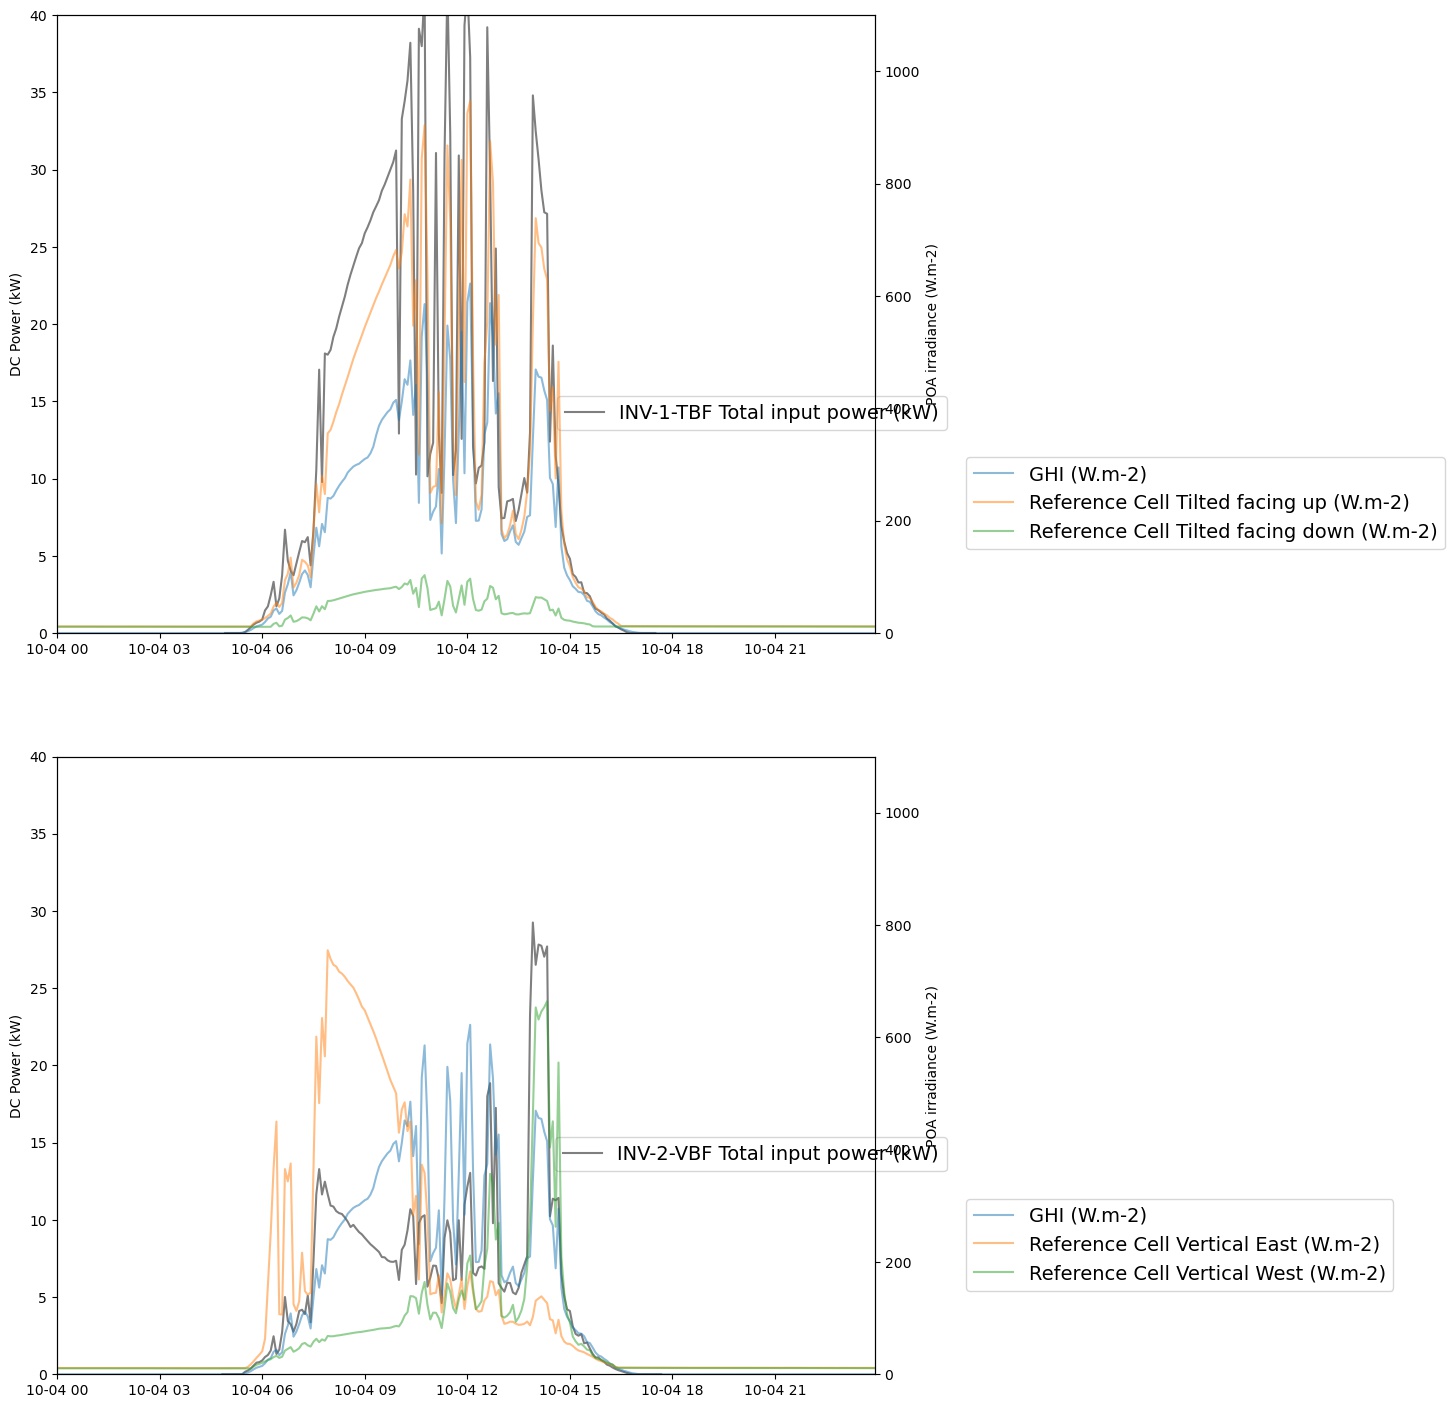 40
35
30
25
20
15
10
5
0
DC Power (kW)
1000
800
600
400
200
0
POA irradiance (W.m-2)
INV-1-TBF Total input power (kW)
GHI (W.m-2)
Reference Cell Tilted facing up (W.m-2)
Reference Cell Tilted facing down (W.m-2)
10-04 00 10-04 03 10-04 06 10-04 09 10-04 12 10-04 15 10-04 18 10-04 21
40
35
30
25
20
15
10
5
0
DC Power (kW)
1000
800
600
400
200
0
POA irradiance (W.m-2)
INV-2-VBF Total input power (kW)
GHI (W.m-2)
Reference Cell Vertical East (W.m-2)
Reference Cell Vertical West (W.m-2)
10-04 00 10-04 03 10-04 06 10-04 09 10-04 12 10-04 15 10-04 18 10-04 21